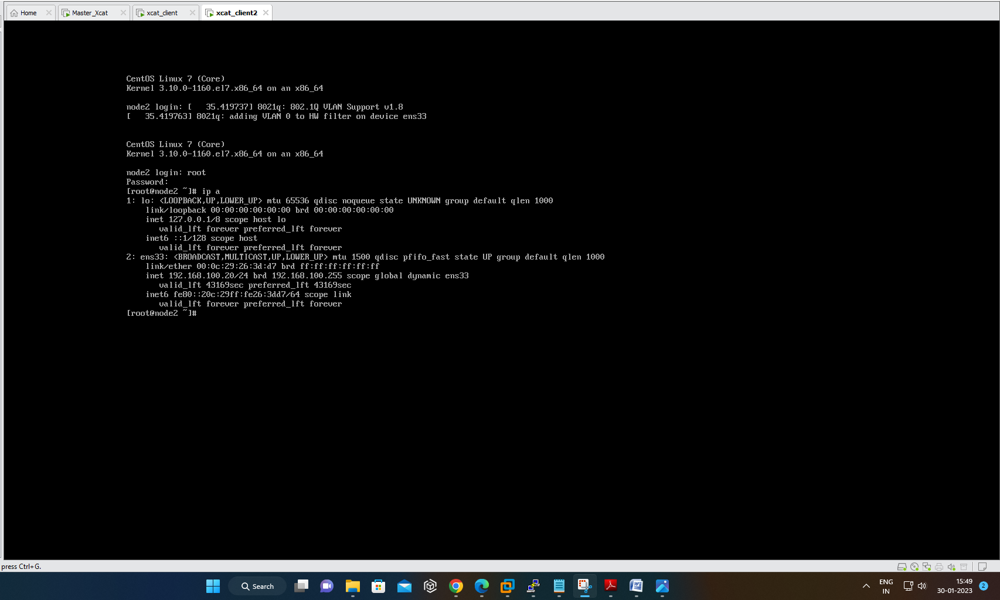 Home
Master_Xcat
xcat_client
xcat_client2
CentOS Linux 7 (Core)
Kernel 3.10.0-1160.el7.x86_64 on an x86_64
node2 login: [   35.419737] 8021q: 802.1Q VLAN Support v1.8
[   35.419763] 8021q: adding VLAN 0 to HW filter on device ens33
CentOS Linux 7 (Core)
Kernel 3.10.0-1160.el7.x86_64 on an x86_64
node2 login: root
Password:
[root@node2 ~]# ip a
1: lo: <LOOPBACK,UP,LOWER_UP> mtu 65536 qdisc noqueue state UNKNOWN group default qlen 1000
    link/loopback 00:00:00:00:00:00 brd 00:00:00:00:00:00
    inet 127.0.0.1/8 scope host lo
       valid_lft forever preferred_lft forever
    inet6 ::1/128 scope host
       valid_lft forever preferred_lft forever
2: ens33: <BROADCAST,MULTICAST,UP,LOWER_UP> mtu 1500 qdisc pfifo_fast state UP group default qlen 1000
    link/ether 00:0c:29:26:3d:d7 brd ff:ff:ff:ff:ff:ff
    inet 192.168.100.20/24 brd 192.168.100.255 scope global dynamic ens33
       valid_lft 43169sec preferred_lft 43169sec
    inet6 fe80::20c:29ff:fe26:3dd7/64 scope link
       valid_lft forever preferred_lft forever
[root@node2 ~]#
press Ctrl+G.
Search
ENG
IN
15:49
30-01-2023
2